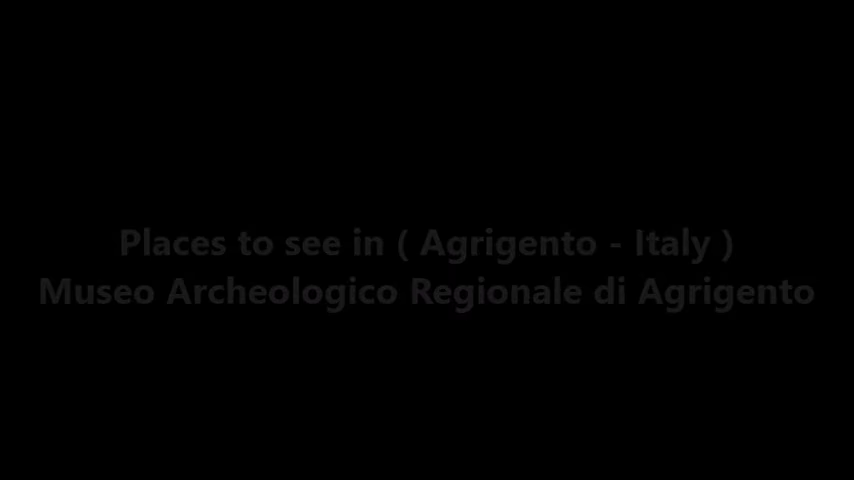 Places to see in ( Agrigento - Italy )
Museo Archeologico Regionale di Agrigento